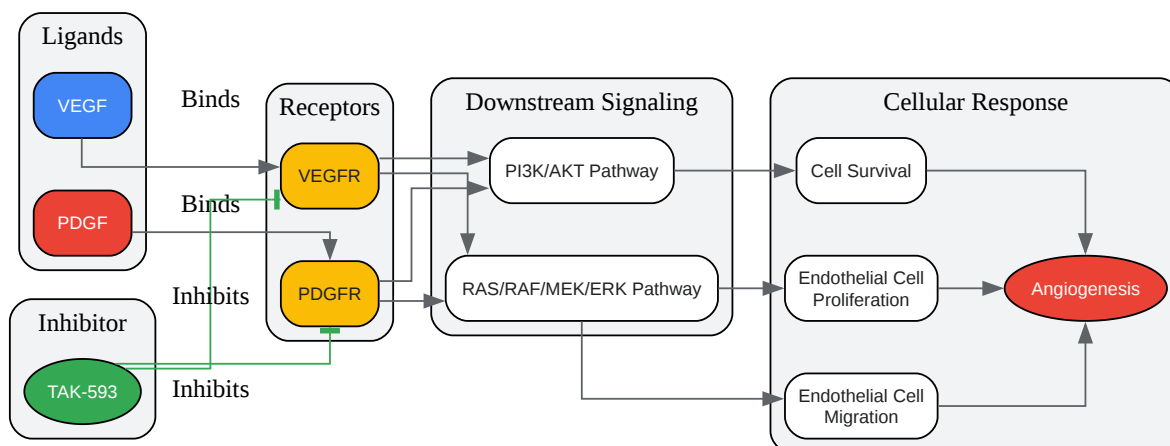 Ligands
VEGF
PDGF
Inhibitor
TAK-593
Binds
Binds
Inhibits
Inhibits
Receptors
VEGFR
PDGFR
Downstream Signaling
PI3K/AKT Pathway
RAS/RAF/MEK/ERK Pathway
Cellular Response
Cell Survival
Endothelial Cell
Proliferation
Endothelial Cell
Migration
Angiogenesis